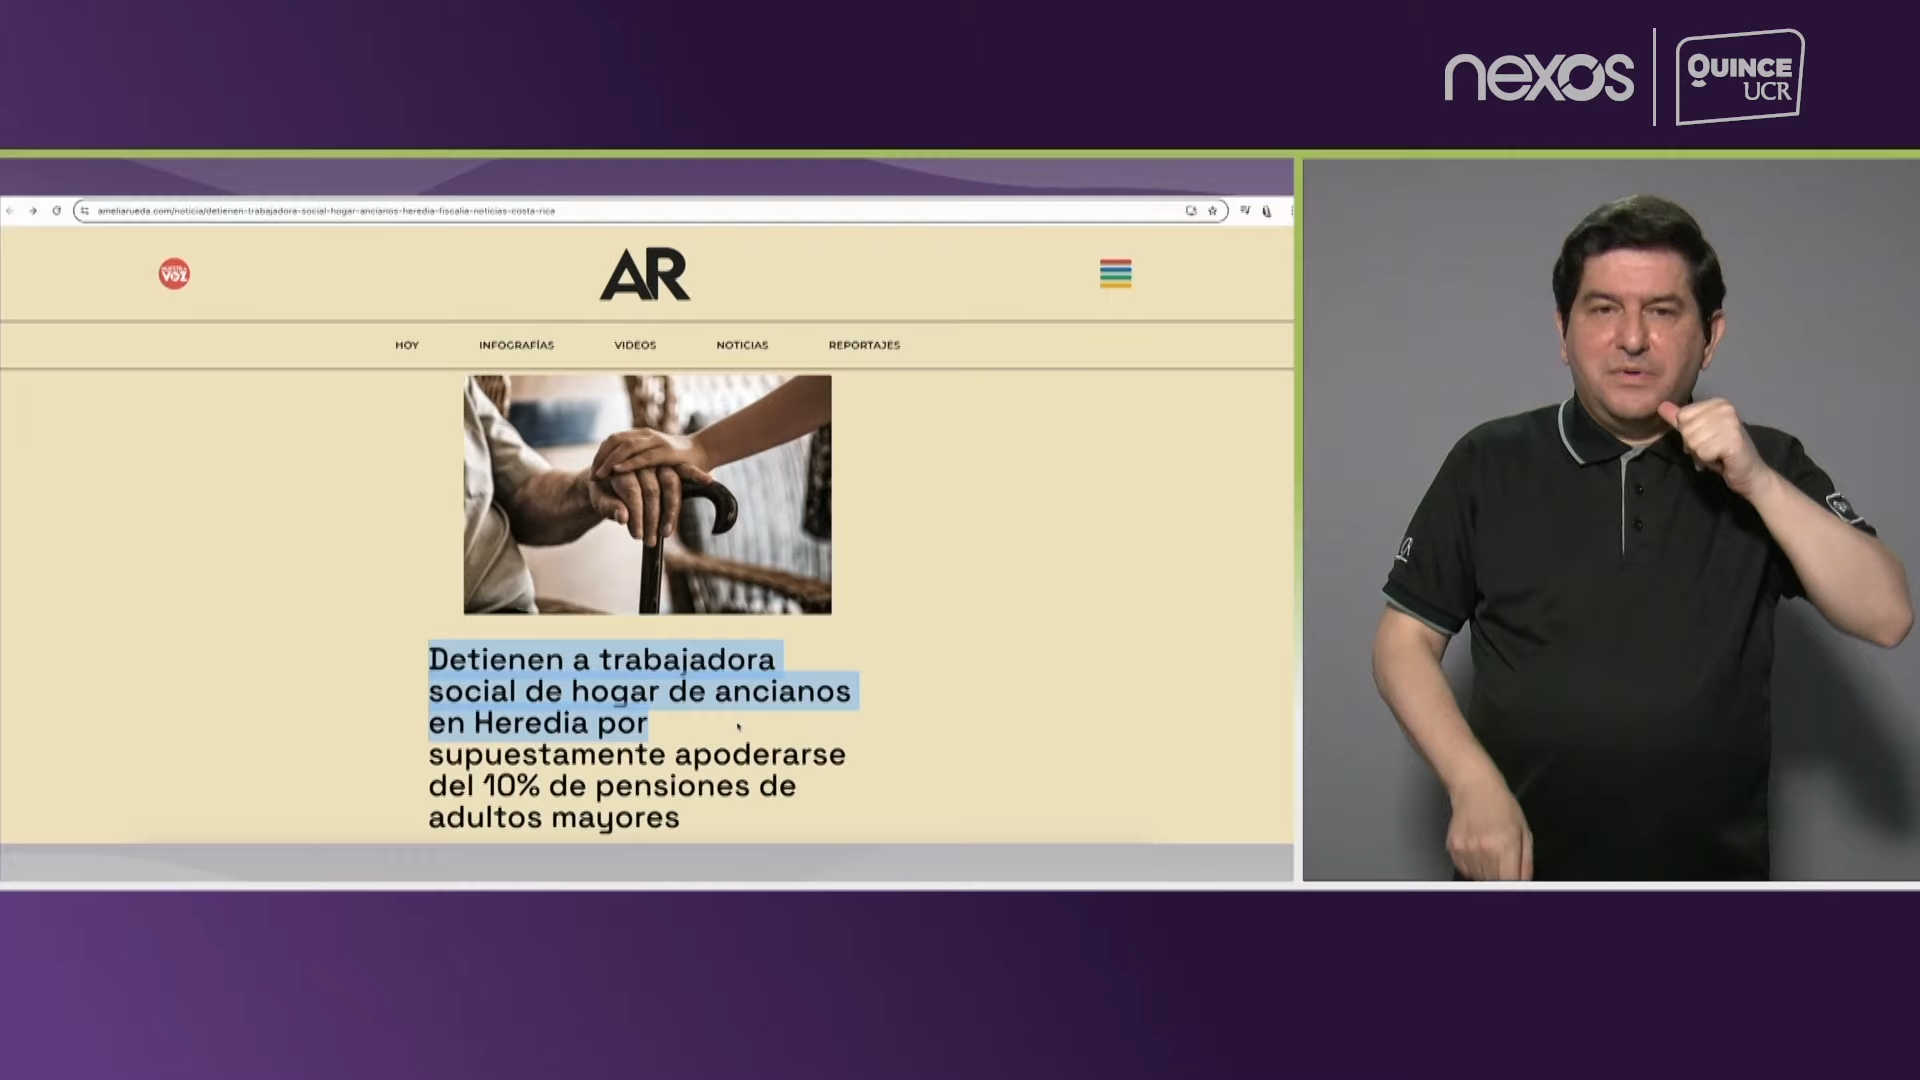 nexos
QUINCE
UCR
ameliarueda.com/noticia/detienen-trabajadora-social-hogar-ancianos-heredia-fiscalia-noticias-costa-rica
NUESTRA
VOZ
AR
HOY INFOGRAFÍAS VIDEOS NOTICIAS REPORTAJES
Detienen a trabajadora
social de hogar de ancianos
en Heredia por
supuestamente apoderarse
del 10% de pensiones de
adultos mayores